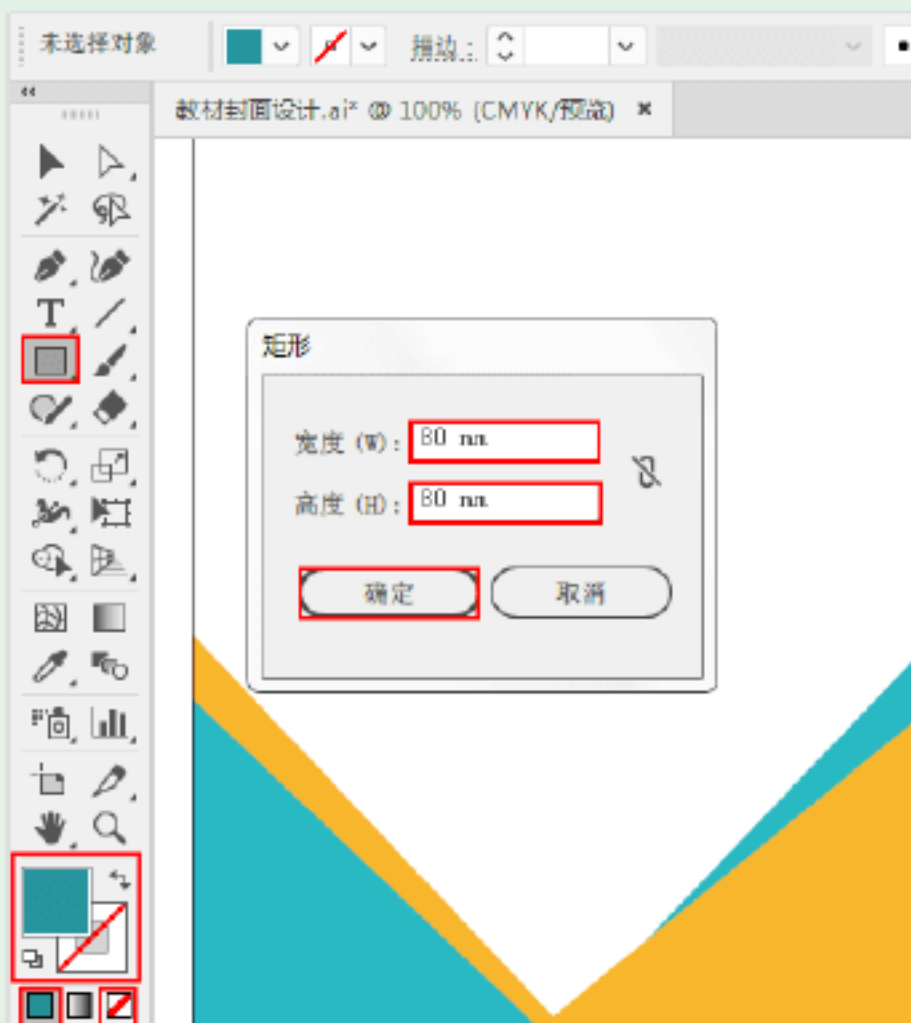 未选择对象 描边：
教材封面设计.ai* @ 100% (CMYK/预览) ×
矩形
宽度 (W)： 80 mm
高度 (H)： 80 mm
确定 取消